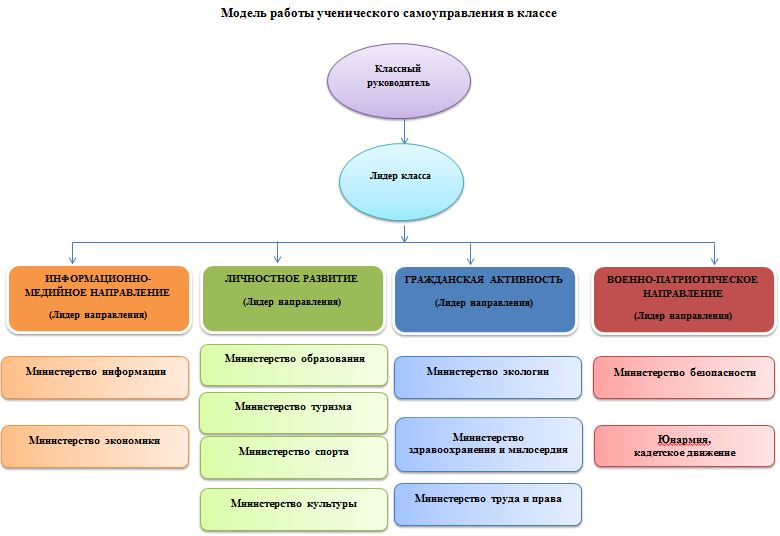 Модель работы ученического самоуправления в классе
Классный
руководитель
Лидер класса
ИНФОРМАЦИОННО-
МЕДИЙНОЕ НАПРАВЛЕНИЕ
(Лидер направления)
ЛИЧНОСТНОЕ РАЗВИТИЕ
(Лидер направления)
ГРАЖДАНСКАЯ АКТИВНОСТЬ
(Лидер направления)
ВОЕННО-ПАТРИОТИЧЕСКОЕ
НАПРАВЛЕНИЕ
(Лидер направления)
Министерство информации
Министерство экономики
Министерство образования
Министерство туризма
Министерство спорта
Министерство культуры
Министерство экологии
Министерство
здравоохранения и милосердия
Министерство труда и права
Министерство безопасности
Юнармия,
кадетское движение